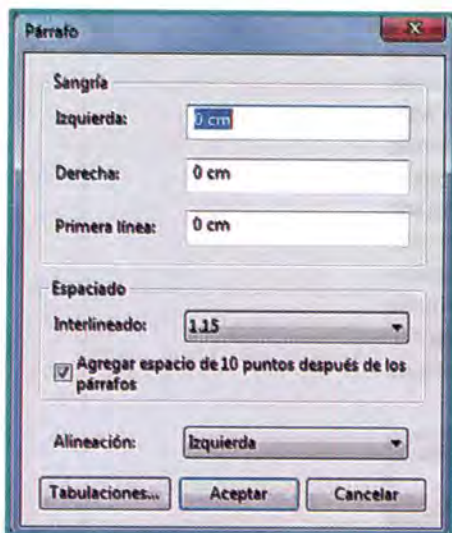 Párrafo
X
Sangría
Izquierda: 0 cm
Derecha: 0 cm
Primera línea: 0 cm
Espaciado
Interlineado: 1.15
Agregar espacio de 10 puntos después de los
párrafos
Alineación: Izquierda
Tabulaciones... Aceptar Cancelar